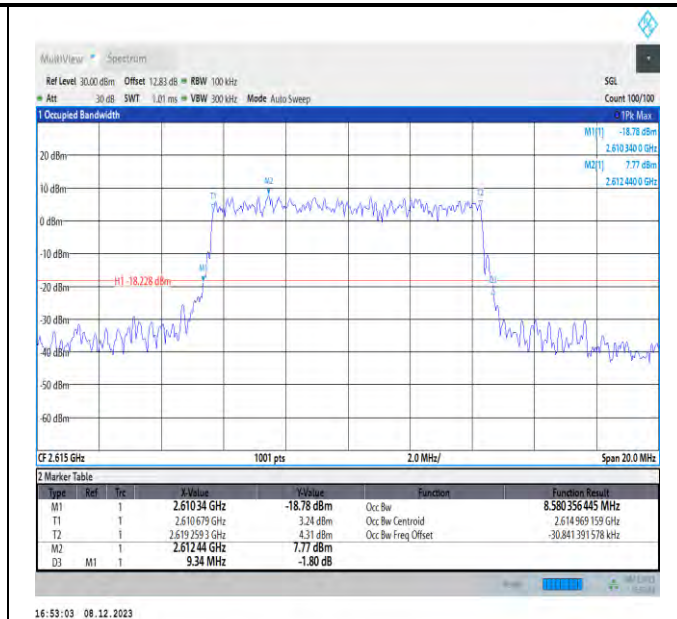 MultiView Spectrum
Ref Level 30.00 dBm Offset 12.83 dB RBW 100 kHz SGL
Att 30 dB SWT 1.01 ms VBW 300 kHz Mode Auto Sweep Count 100/100
1 Occupied Bandwidth 1Pk Max
M1[1] -18.78 dBm
2.610 340 0 GHz
M2[1] 7.77 dBm
2.612 440 0 GHz
20 dBm
10 dBm
M2
T1
T2
0 dBm
-10 dBm
M1
H1 -18.228 dBm
-20 dBm
-30 dBm
-40 dBm
-50 dBm
-60 dBm
CF 2.615 GHz 1001 pts 2.0 MHz/ Span 20.0 MHz
2 Marker Table
Type Ref Trc X-Value Y-Value Function Function Result
M1 1 2.610 34 GHz -18.78 dBm Occ Bw 8.580 356 445 MHz
T1 1 2.610 679 GHz 3.24 dBm Occ Bw Centroid 2.614 969 159 GHz
T2 1 2.619 259 3 GHz 4.31 dBm Occ Bw Freq Offset -30.841 391 578 kHz
M2 1 2.612 44 GHz 7.77 dBm
D3 M1 1 9.34 MHz -1.80 dB
16:53:03 08.12.2023